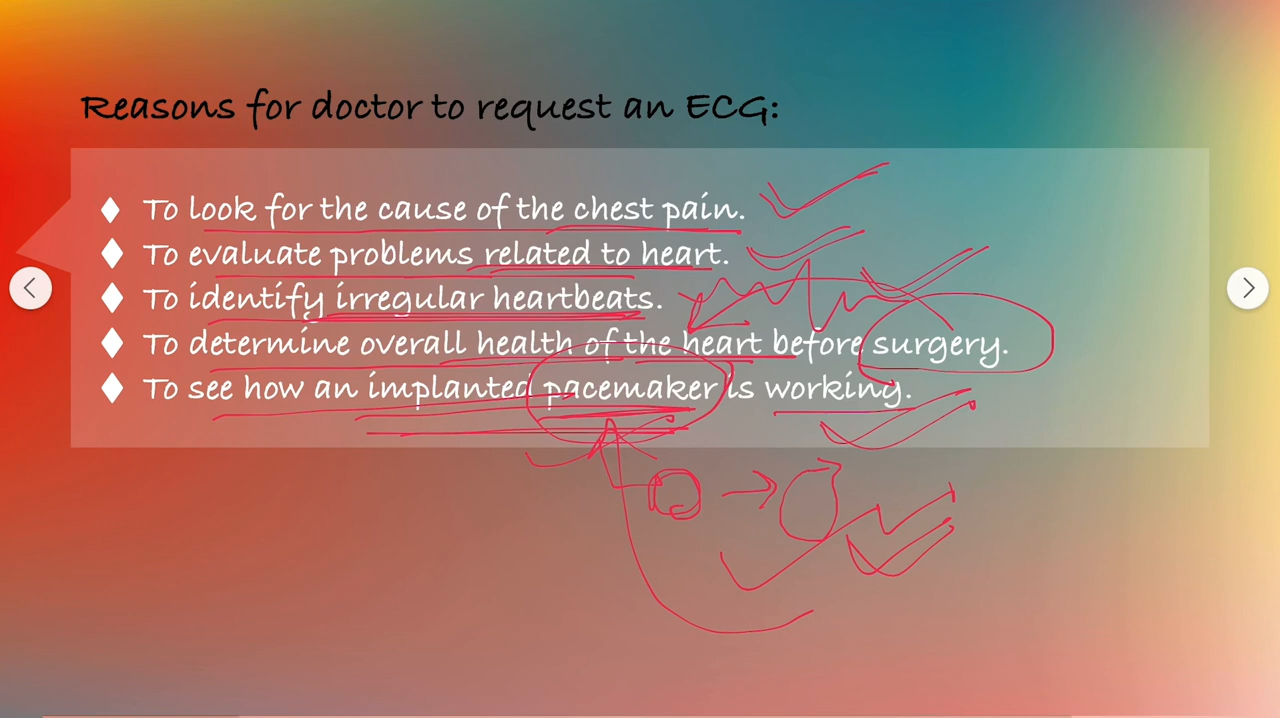 Reasons for doctor to request an ECG:
To look for the cause of the chest pain.
To evaluate problems related to heart.
To identify irregular heartbeats.
To determine overall health of the heart before surgery.
To see how an implanted pacemaker is working.